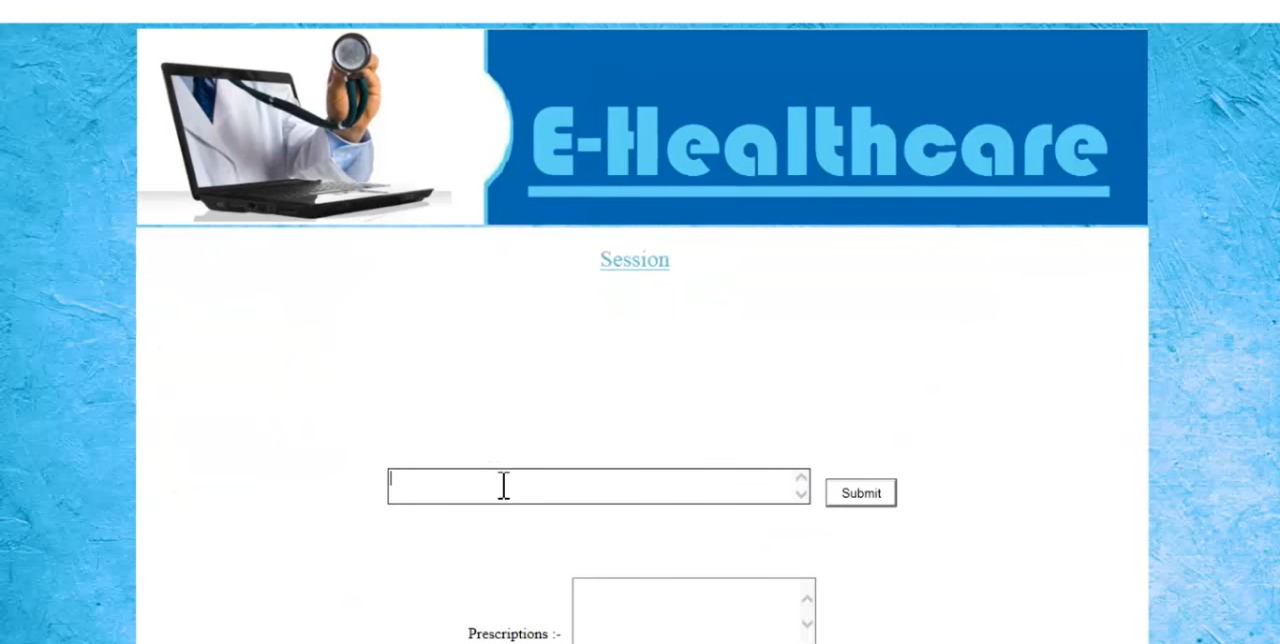 E-Healthcare
Session
Submit
Prescriptions :-